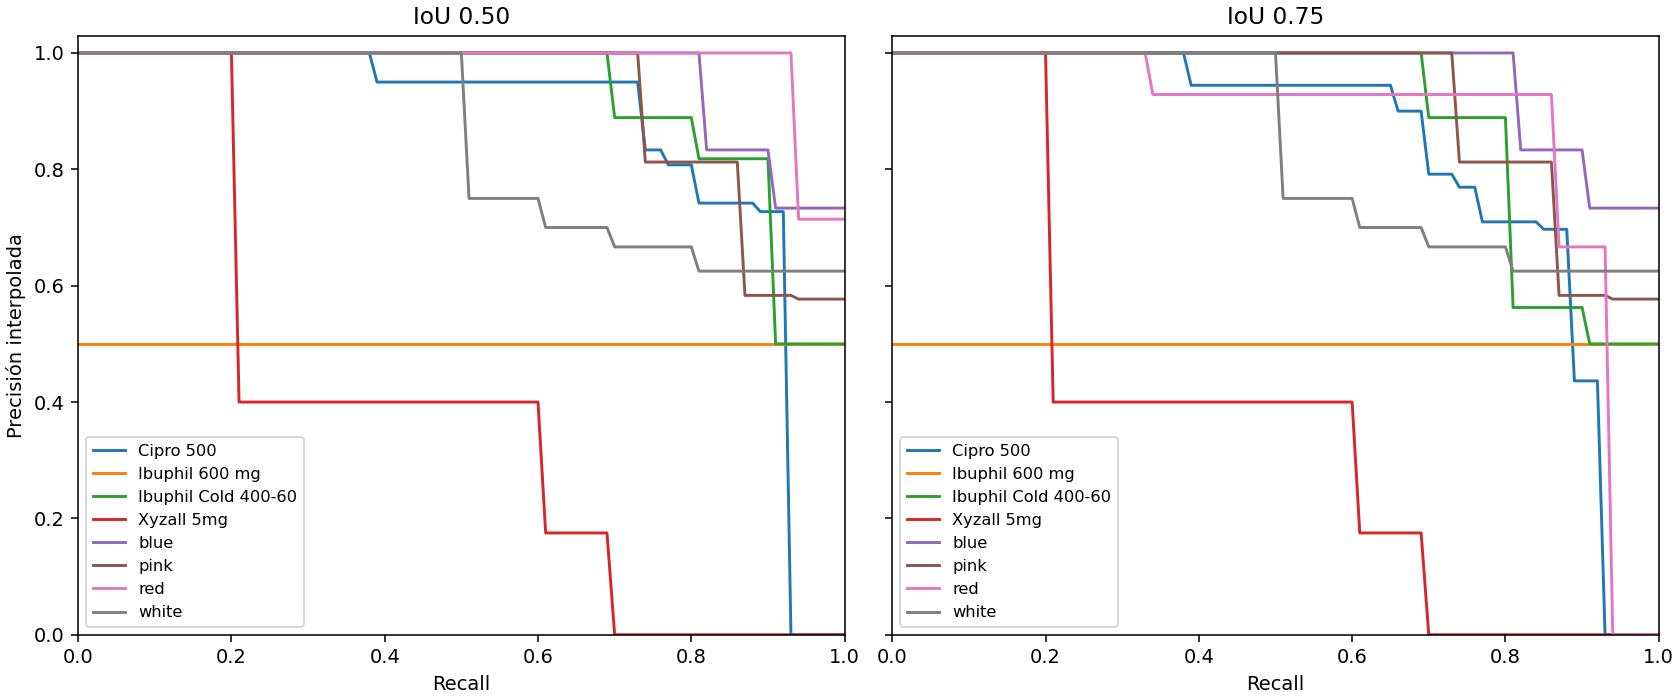 IoU 0.50
1.0
0.8
0.6
0.4
0.2
0.0
Precisión interpolada
Cipro 500
Ibuphil 600 mg
Ibuphil Cold 400-60
Xyzall 5mg
blue
pink
red
white
0.0 0.2 0.4 0.6 0.8 1.0
Recall
IoU 0.75
Cipro 500
Ibuphil 600 mg
Ibuphil Cold 400-60
Xyzall 5mg
blue
pink
red
white
0.0 0.2 0.4 0.6 0.8 1.0
Recall